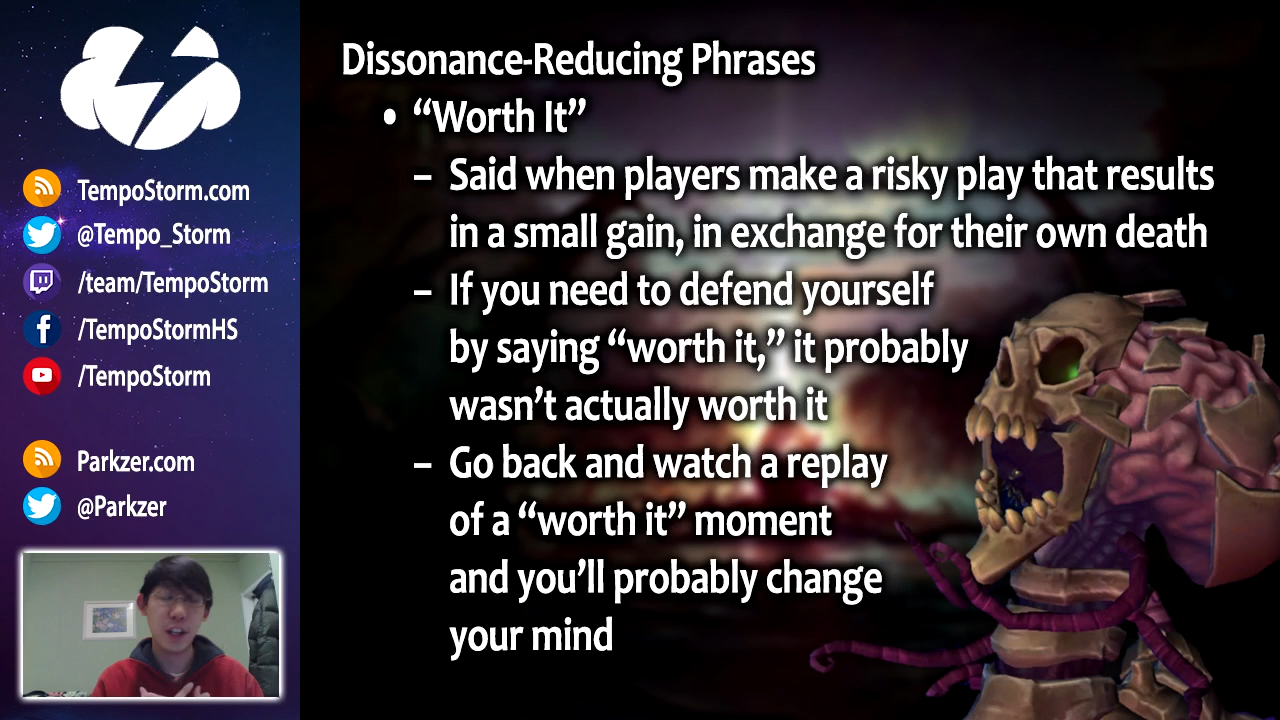 TempoStorm.com
@Tempo_Storm
/team/TempoStorm
/TempoStormHS
/TempoStorm
Parkzer.com
@Parkzer
Dissonance-Reducing Phrases
• “Worth It”
– Said when players make a risky play that results
in a small gain, in exchange for their own death
– If you need to defend yourself
by saying “worth it,” it probably
wasn’t actually worth it
– Go back and watch a replay
of a “worth it” moment
and you’ll probably change
your mind